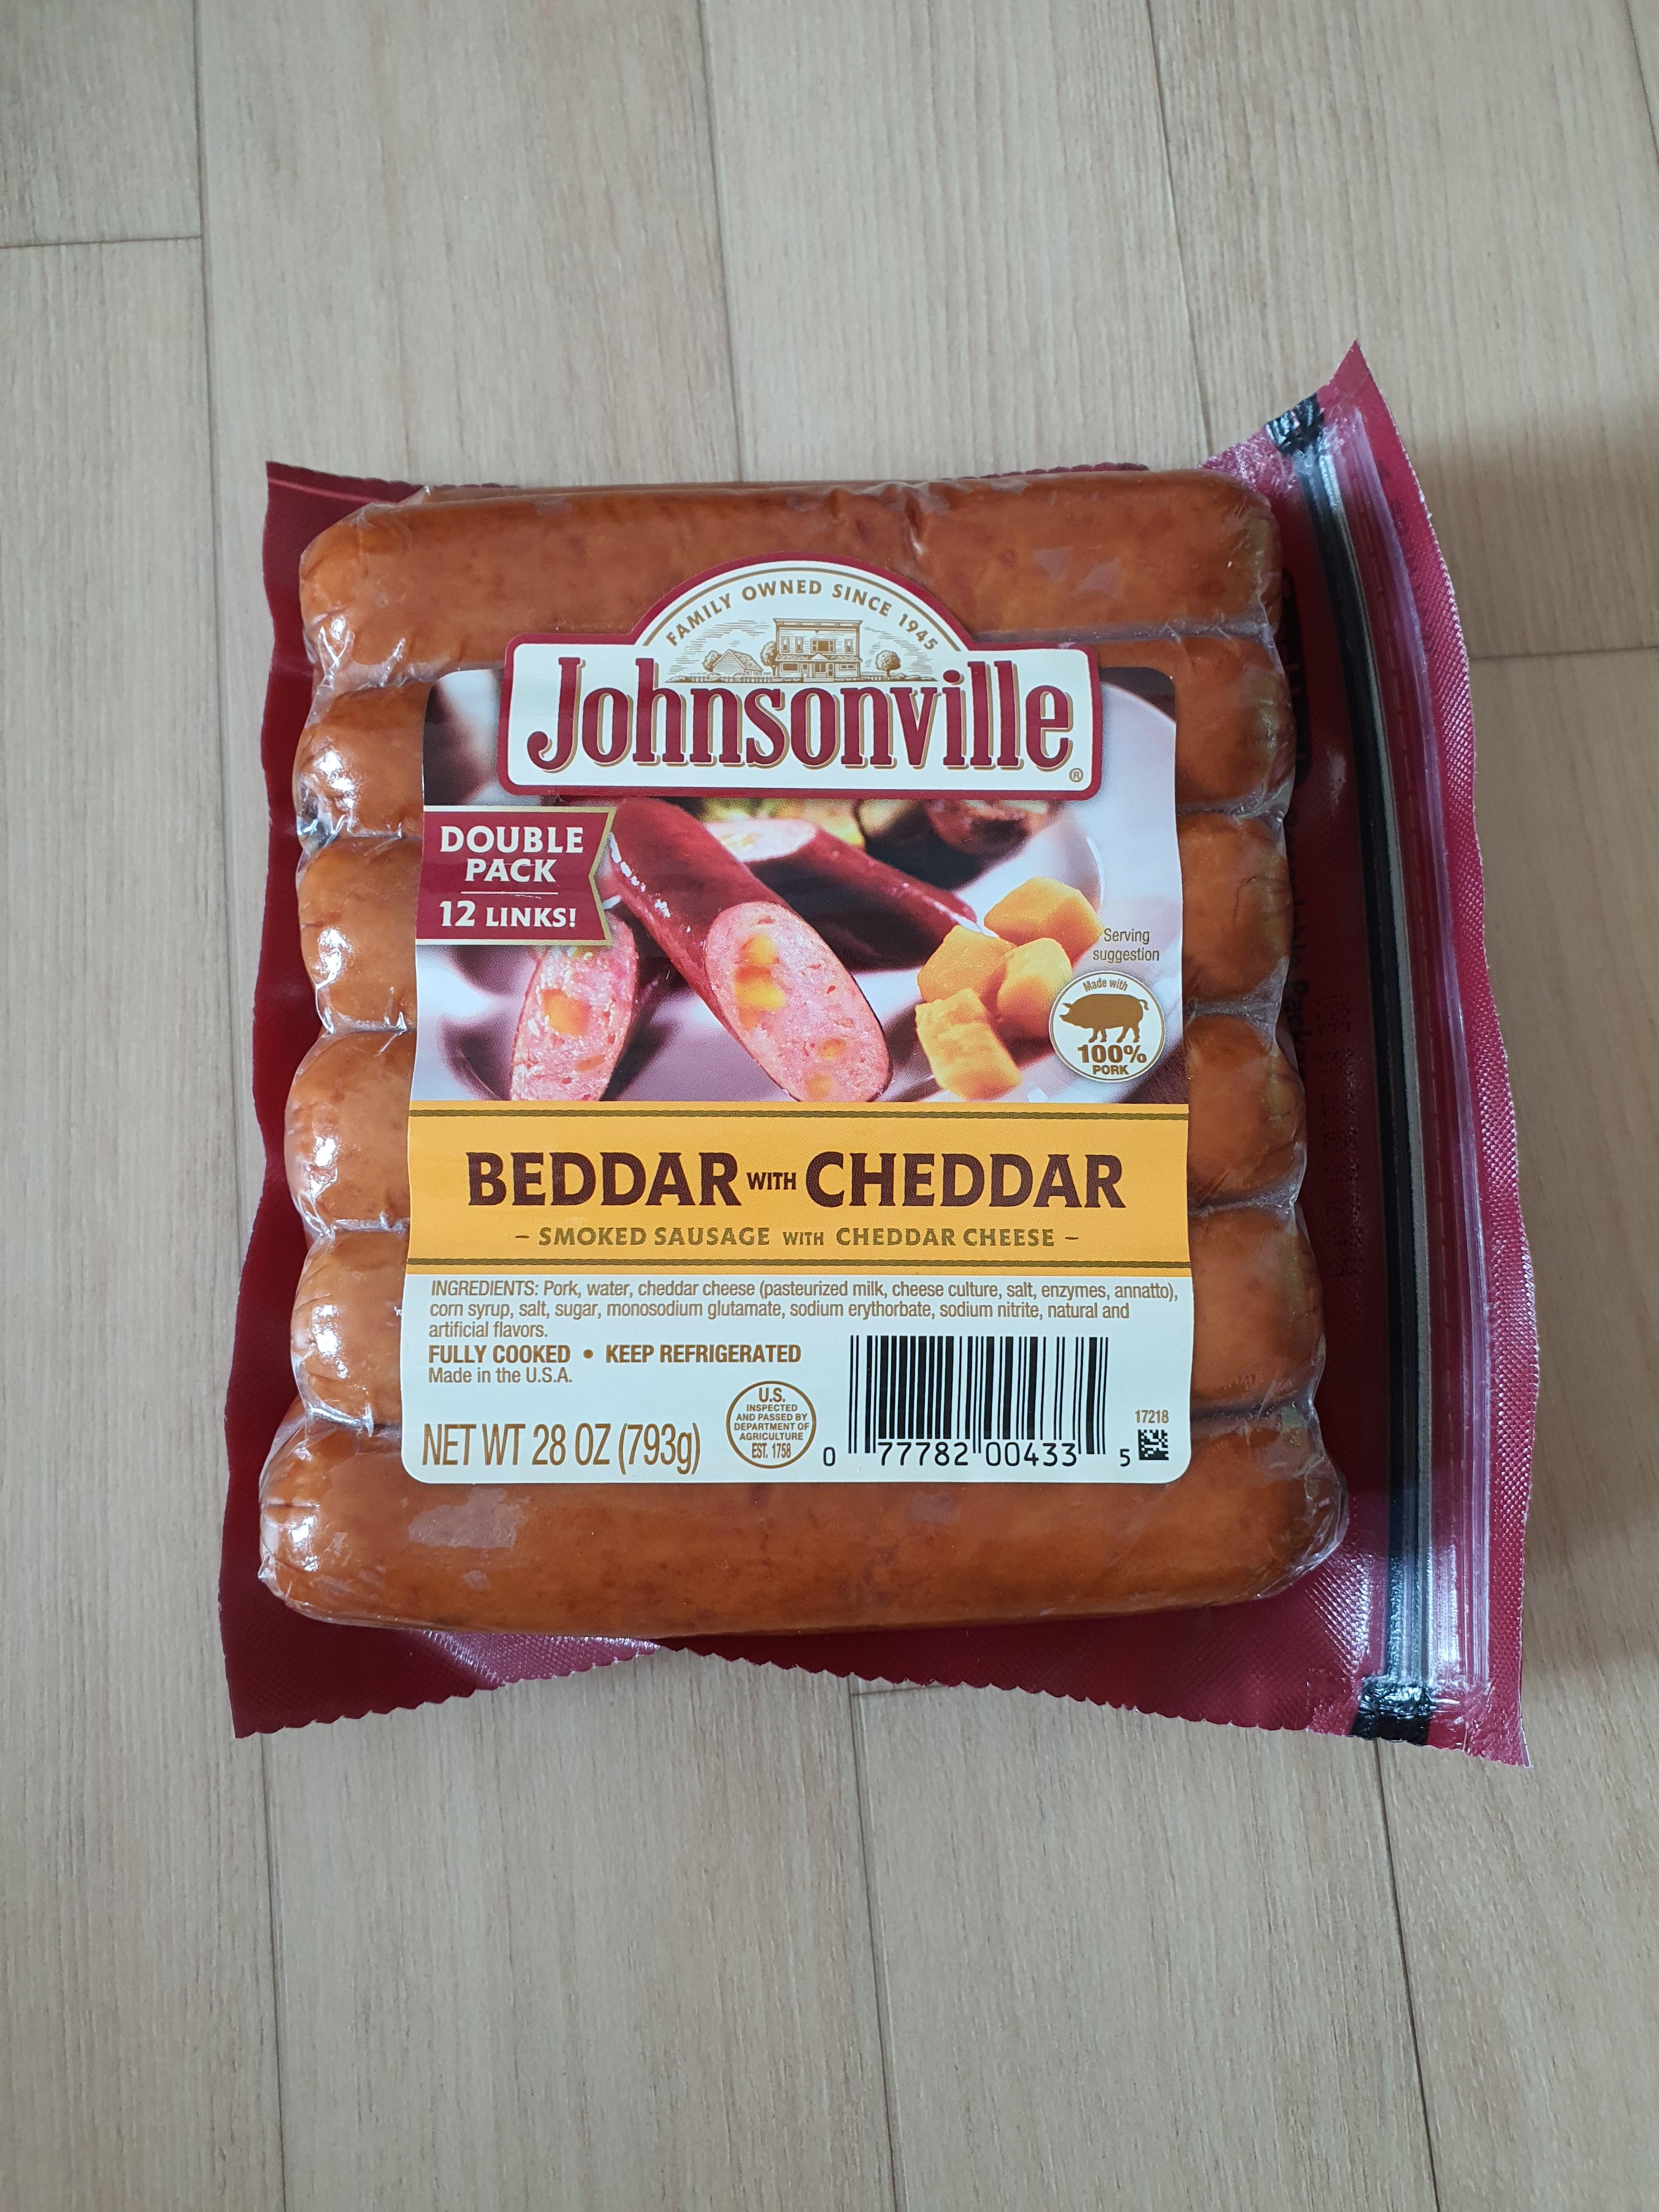 FAMILY OWNED SINCE 1945
Johnsonville®
DOUBLE
PACK
12 LINKS!
Serving
suggestion
Made with
100%
PORK
BEDDAR WITH CHEDDAR
– SMOKED SAUSAGE WITH CHEDDAR CHEESE –
INGREDIENTS: Pork, water, cheddar cheese (pasteurized milk, cheese culture, salt, enzymes, annatto),
corn syrup, salt, sugar, monosodium glutamate, sodium erythorbate, sodium nitrite, natural and
artificial flavors.
FULLY COOKED • KEEP REFRIGERATED
Made in the U.S.A.
NET WT 28 OZ (793g)
U.S.
INSPECTED
AND PASSED BY
DEPARTMENT OF
AGRICULTURE
EST. 1758
0 77782 00433 5
17218